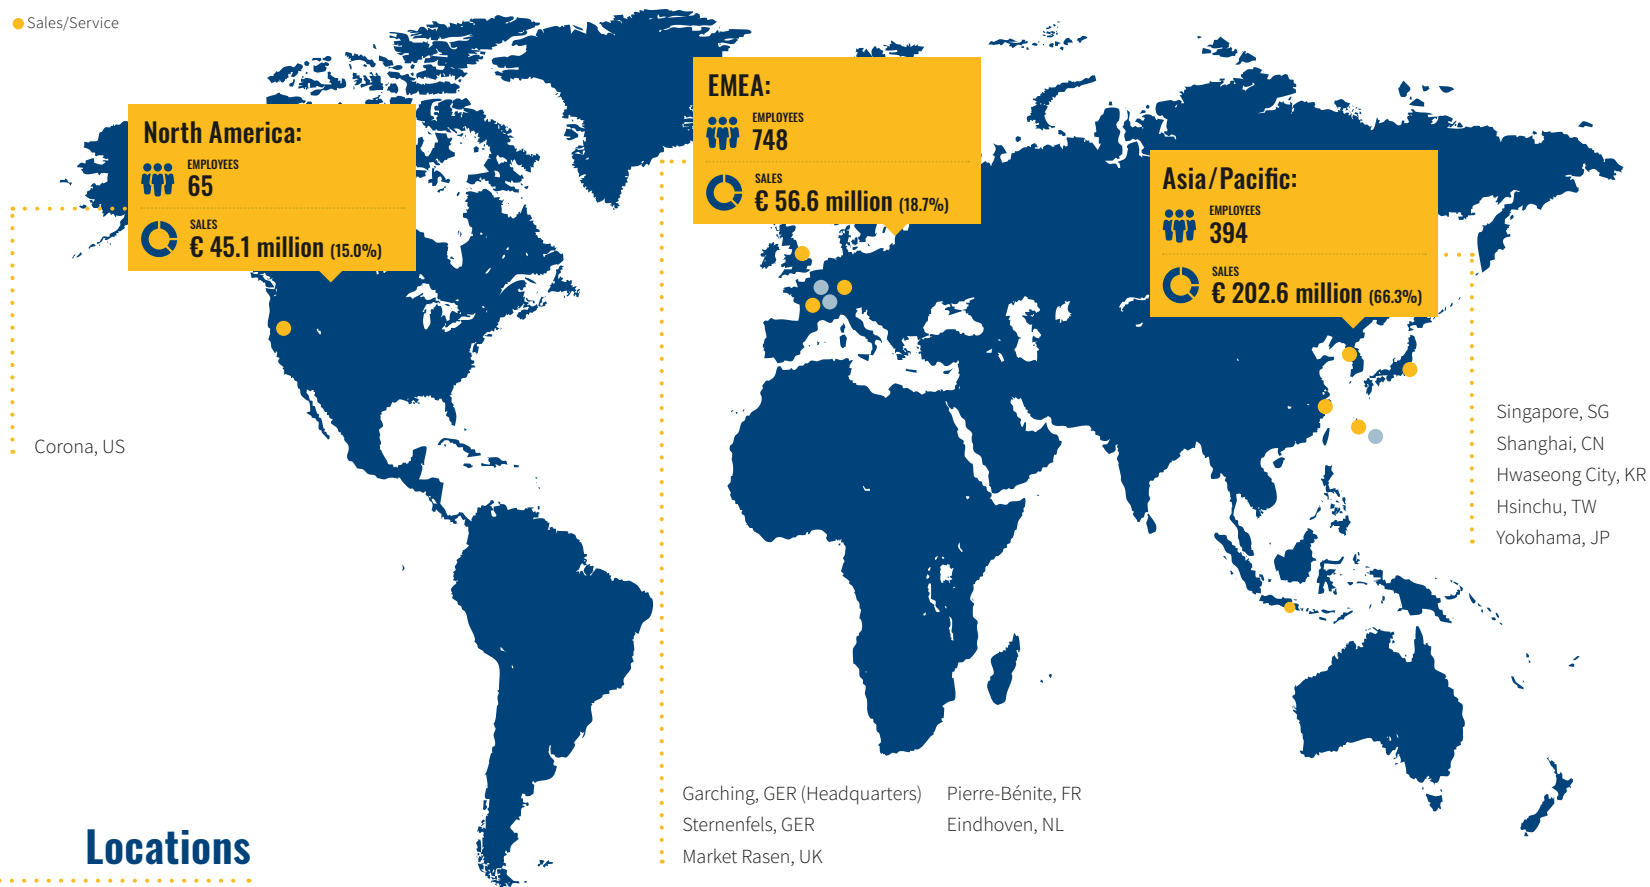 Sales/Service
North America:
EMPLOYEES
65
SALES
€ 45.1 million (15.0%)
EMEA:
EMPLOYEES
748
SALES
€ 56.6 million (18.7%)
Asia/Pacific:
EMPLOYEES
394
SALES
€ 202.6 million (66.3%)
Corona, US
Singapore, SG
Shanghai, CN
Hwaseong City, KR
Hsinchu, TW
Yokohama, JP
Garching, GER (Headquarters)
Sternenfels, GER
Market Rasen, UK
Pierre-Bénite, FR
Eindhoven, NL
Locations